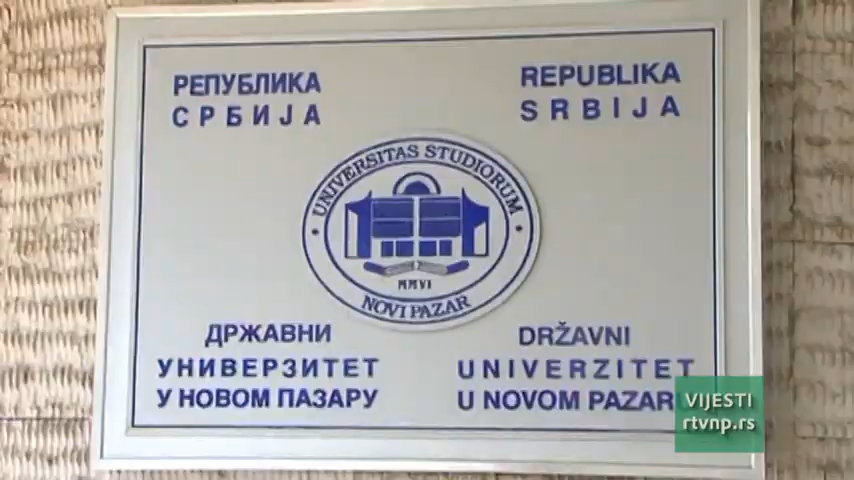 РЕПУБЛИКА
СРБИЈА
REPUBLIKA
SRBIJA
UNIVERSITAS STUDIORUM
MMVI
NOVI PAZAR
ДРЖАВНИ
УНИВЕРЗИТЕТ
У НОВОМ ПАЗАРУ
DRŽAVNI
UNIVERZITET
U NOVOM PAZARU
VIJESTI
rtvnp.rs